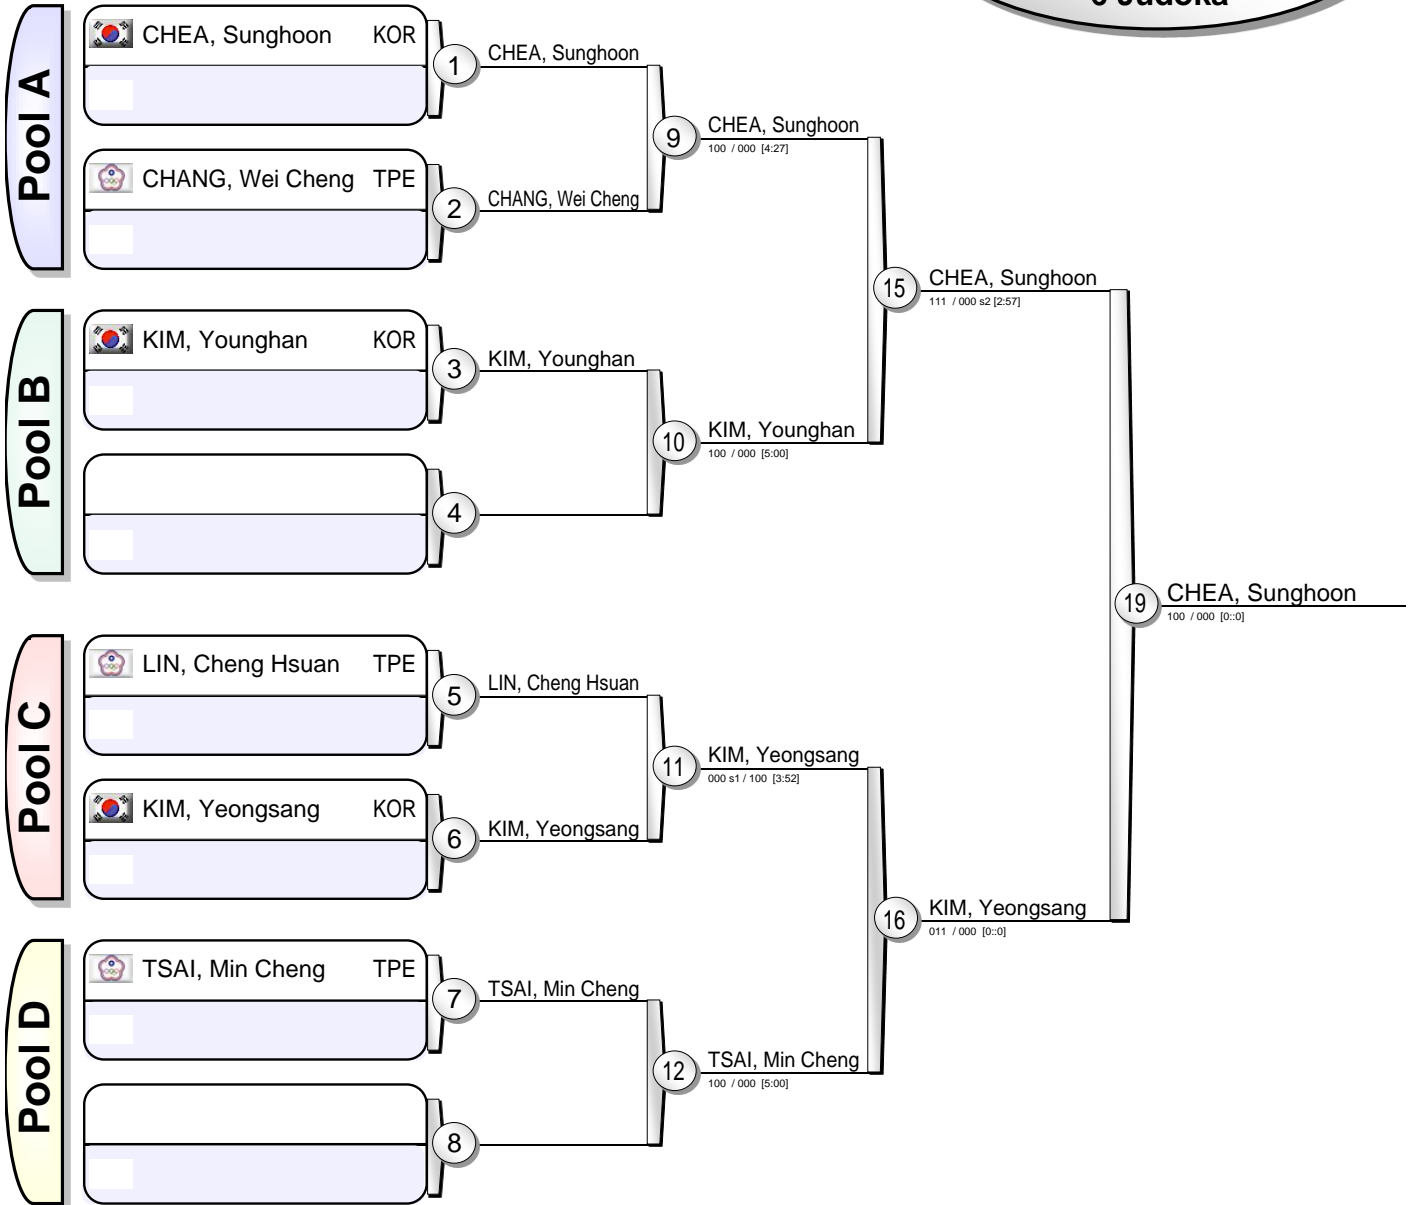 Pool A
CHEA, Sunghoon KOR
1
CHEA, Sunghoon
CHANG, Wei Cheng TPE
2
CHANG, Wei Cheng
9
CHEA, Sunghoon
100 / 000 [4:27]
Pool B
KIM, Younghan KOR
3
KIM, Younghan
4
10
KIM, Younghan
100 / 000 [5:00]
15
CHEA, Sunghoon
111 / 000 s2 [2:57]
Pool C
LIN, Cheng Hsuan TPE
5
LIN, Cheng Hsuan
KIM, Yeongsang KOR
6
KIM, Yeongsang
11
KIM, Yeongsang
000 s1 / 100 [3:52]
Pool D
TSAI, Min Cheng TPE
7
TSAI, Min Cheng
8
12
TSAI, Min Cheng
100 / 000 [5:00]
16
KIM, Yeongsang
011 / 000 [0::0]
19
CHEA, Sunghoon
100 / 000 [0::0]